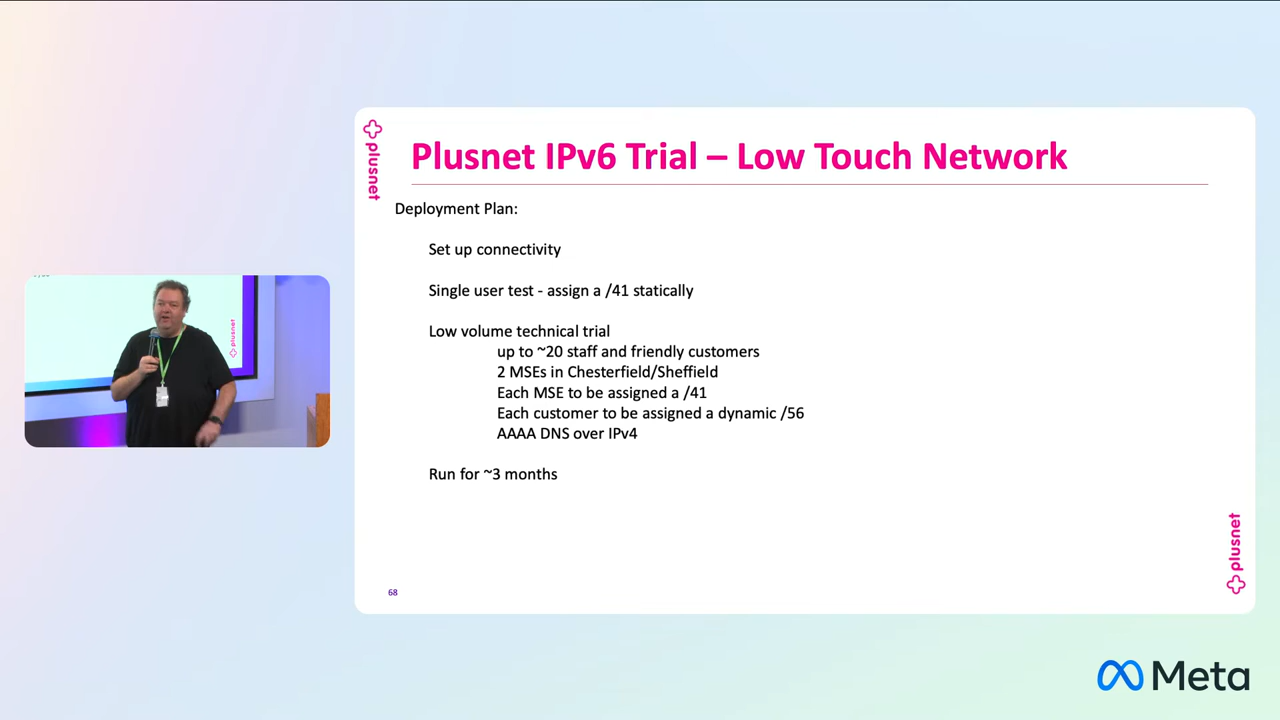 plusnet
Plusnet IPv6 Trial – Low Touch Network
Deployment Plan:
Set up connectivity
Single user test - assign a /41 statically
Low volume technical trial
up to ~20 staff and friendly customers
2 MSEs in Chesterfield/Sheffield
Each MSE to be assigned a /41
Each customer to be assigned a dynamic /56
AAAA DNS over IPv4
Run for ~3 months
plusnet
68
plusnet
Meta